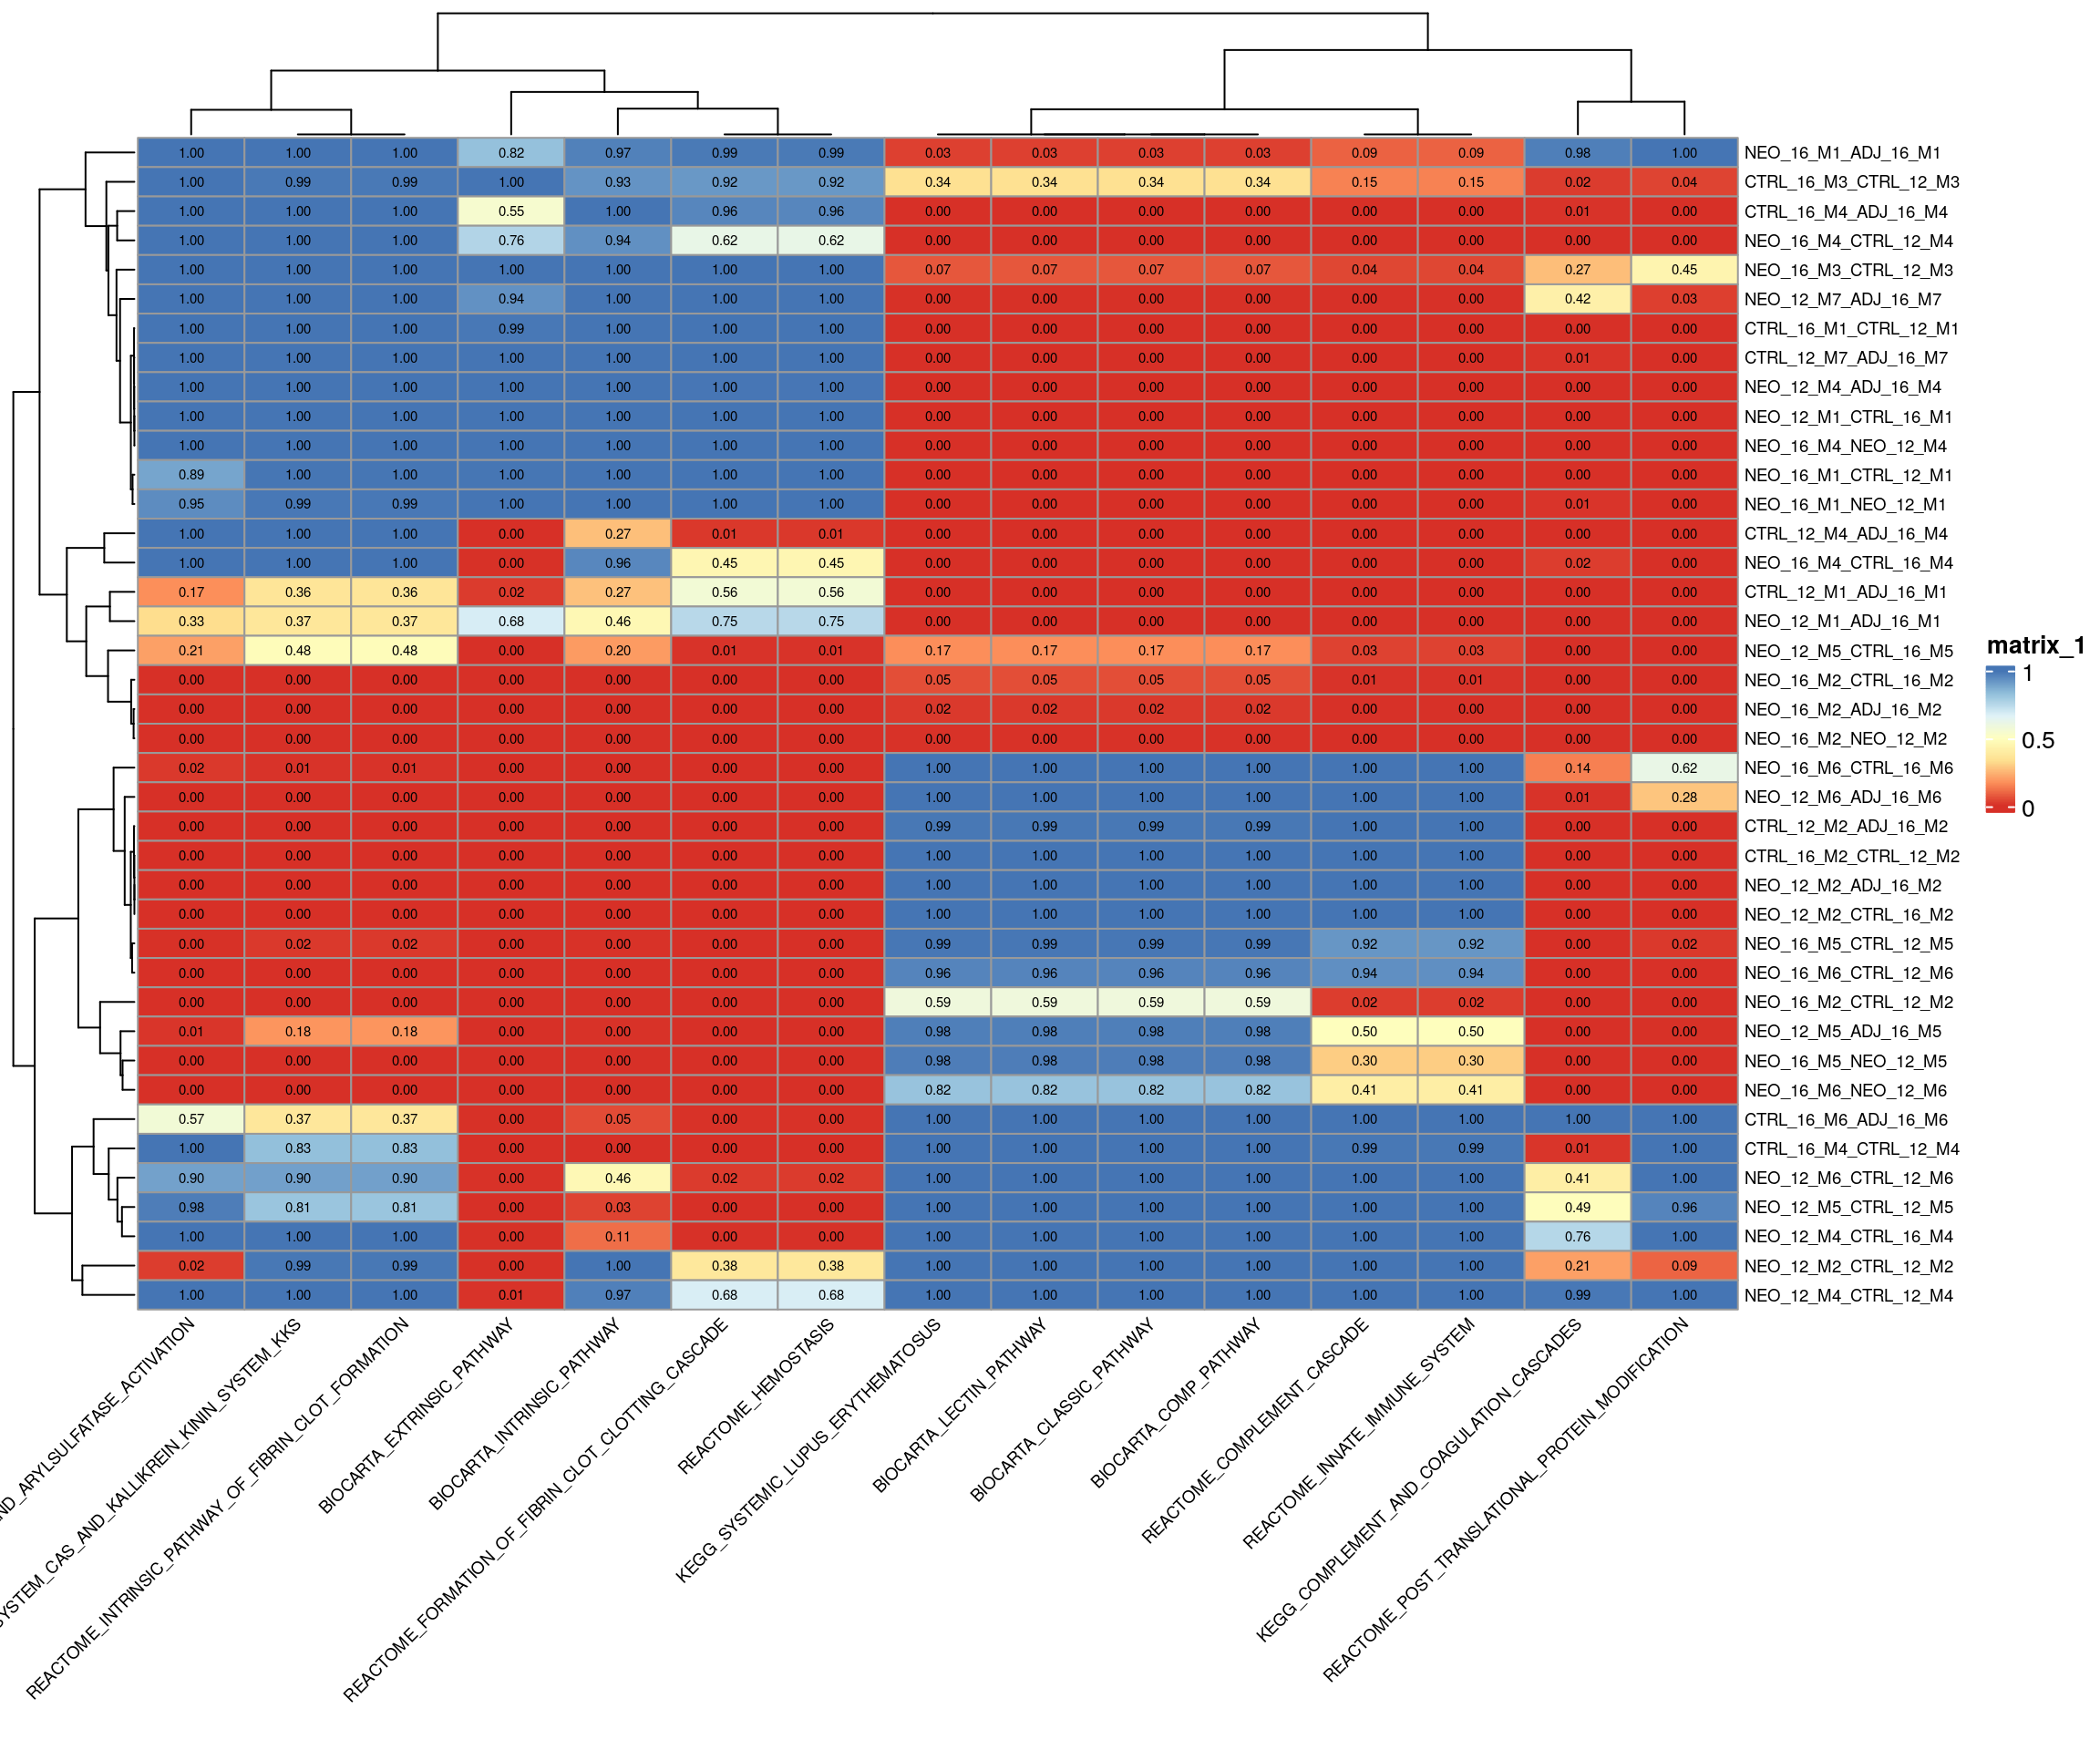 1.00 1.00 1.00 0.82 0.97 0.99 0.99 0.03 0.03 0.03 0.03 0.09 0.09 0.98 1.00 NEO_16_M1_ADJ_16_M1
1.00 0.99 0.99 1.00 0.93 0.92 0.92 0.34 0.34 0.34 0.34 0.15 0.15 0.02 0.04 CTRL_16_M3_CTRL_12_M3
1.00 1.00 1.00 0.55 1.00 0.96 0.96 0.00 0.00 0.00 0.00 0.00 0.00 0.01 0.00 CTRL_16_M4_ADJ_16_M4
1.00 1.00 1.00 0.76 0.94 0.62 0.62 0.00 0.00 0.00 0.00 0.00 0.00 0.00 0.00 NEO_16_M4_CTRL_12_M4
1.00 1.00 1.00 1.00 1.00 1.00 1.00 0.07 0.07 0.07 0.07 0.04 0.04 0.27 0.45 NEO_16_M3_CTRL_12_M3
1.00 1.00 1.00 0.94 1.00 1.00 1.00 0.00 0.00 0.00 0.00 0.00 0.00 0.42 0.03 NEO_12_M7_ADJ_16_M7
1.00 1.00 1.00 0.99 1.00 1.00 1.00 0.00 0.00 0.00 0.00 0.00 0.00 0.00 0.00 CTRL_16_M1_CTRL_12_M1
1.00 1.00 1.00 1.00 1.00 1.00 1.00 0.00 0.00 0.00 0.00 0.00 0.00 0.01 0.00 CTRL_12_M7_ADJ_16_M7
1.00 1.00 1.00 1.00 1.00 1.00 1.00 0.00 0.00 0.00 0.00 0.00 0.00 0.00 0.00 NEO_12_M4_ADJ_16_M4
1.00 1.00 1.00 1.00 1.00 1.00 1.00 0.00 0.00 0.00 0.00 0.00 0.00 0.00 0.00 NEO_12_M1_CTRL_16_M1
1.00 1.00 1.00 1.00 1.00 1.00 1.00 0.00 0.00 0.00 0.00 0.00 0.00 0.00 0.00 NEO_16_M4_NEO_12_M4
0.89 1.00 1.00 1.00 1.00 1.00 1.00 0.00 0.00 0.00 0.00 0.00 0.00 0.00 0.00 NEO_16_M1_CTRL_12_M1
0.95 0.99 0.99 1.00 1.00 1.00 1.00 0.00 0.00 0.00 0.00 0.00 0.00 0.01 0.00 NEO_16_M1_NEO_12_M1
1.00 1.00 1.00 0.00 0.27 0.01 0.01 0.00 0.00 0.00 0.00 0.00 0.00 0.00 0.00 CTRL_12_M4_ADJ_16_M4
1.00 1.00 1.00 0.00 0.96 0.45 0.45 0.00 0.00 0.00 0.00 0.00 0.00 0.02 0.00 NEO_16_M4_CTRL_16_M4
0.17 0.36 0.36 0.02 0.27 0.56 0.56 0.00 0.00 0.00 0.00 0.00 0.00 0.00 0.00 CTRL_12_M1_ADJ_16_M1
0.33 0.37 0.37 0.68 0.46 0.75 0.75 0.00 0.00 0.00 0.00 0.00 0.00 0.00 0.00 NEO_12_M1_ADJ_16_M1
0.21 0.48 0.48 0.00 0.20 0.01 0.01 0.17 0.17 0.17 0.17 0.03 0.03 0.00 0.00 NEO_12_M5_CTRL_16_M5
0.00 0.00 0.00 0.00 0.00 0.00 0.00 0.05 0.05 0.05 0.05 0.01 0.01 0.00 0.00 NEO_16_M2_CTRL_16_M2
0.00 0.00 0.00 0.00 0.00 0.00 0.00 0.02 0.02 0.02 0.02 0.00 0.00 0.00 0.00 NEO_16_M2_ADJ_16_M2
0.00 0.00 0.00 0.00 0.00 0.00 0.00 0.00 0.00 0.00 0.00 0.00 0.00 0.00 0.00 NEO_16_M2_NEO_12_M2
0.02 0.01 0.01 0.00 0.00 0.00 0.00 1.00 1.00 1.00 1.00 1.00 1.00 0.14 0.62 NEO_16_M6_CTRL_16_M6
0.00 0.00 0.00 0.00 0.00 0.00 0.00 1.00 1.00 1.00 1.00 1.00 1.00 0.01 0.28 NEO_12_M6_ADJ_16_M6
0.00 0.00 0.00 0.00 0.00 0.00 0.00 0.99 0.99 0.99 0.99 1.00 1.00 0.00 0.00 CTRL_12_M2_ADJ_16_M2
0.00 0.00 0.00 0.00 0.00 0.00 0.00 1.00 1.00 1.00 1.00 1.00 1.00 0.00 0.00 CTRL_16_M2_CTRL_12_M2
0.00 0.00 0.00 0.00 0.00 0.00 0.00 1.00 1.00 1.00 1.00 1.00 1.00 0.00 0.00 NEO_12_M2_ADJ_16_M2
0.00 0.00 0.00 0.00 0.00 0.00 0.00 1.00 1.00 1.00 1.00 1.00 1.00 0.00 0.00 NEO_12_M2_CTRL_16_M2
0.00 0.02 0.02 0.00 0.00 0.00 0.00 0.99 0.99 0.99 0.99 0.92 0.92 0.00 0.02 NEO_16_M5_CTRL_12_M5
0.00 0.00 0.00 0.00 0.00 0.00 0.00 0.96 0.96 0.96 0.96 0.94 0.94 0.00 0.00 NEO_16_M6_CTRL_12_M6
0.00 0.00 0.00 0.00 0.00 0.00 0.00 0.59 0.59 0.59 0.59 0.02 0.02 0.00 0.00 NEO_16_M2_CTRL_12_M2
0.01 0.18 0.18 0.00 0.00 0.00 0.00 0.98 0.98 0.98 0.98 0.50 0.50 0.00 0.00 NEO_12_M5_ADJ_16_M5
0.00 0.00 0.00 0.00 0.00 0.00 0.00 0.98 0.98 0.98 0.98 0.30 0.30 0.00 0.00 NEO_16_M5_NEO_12_M5
0.00 0.00 0.00 0.00 0.00 0.00 0.00 0.82 0.82 0.82 0.82 0.41 0.41 0.00 0.00 NEO_16_M6_NEO_12_M6
0.57 0.37 0.37 0.00 0.05 0.00 0.00 1.00 1.00 1.00 1.00 1.00 1.00 1.00 1.00 CTRL_16_M6_ADJ_16_M6
1.00 0.83 0.83 0.00 0.00 0.00 0.00 1.00 1.00 1.00 1.00 0.99 0.99 0.01 1.00 CTRL_16_M4_CTRL_12_M4
0.90 0.90 0.90 0.00 0.46 0.02 0.02 1.00 1.00 1.00 1.00 1.00 1.00 0.41 1.00 NEO_12_M6_CTRL_12_M6
0.98 0.81 0.81 0.00 0.03 0.00 0.00 1.00 1.00 1.00 1.00 1.00 1.00 0.49 0.96 NEO_12_M5_CTRL_12_M5
1.00 1.00 1.00 0.00 0.11 0.00 0.00 1.00 1.00 1.00 1.00 1.00 1.00 0.76 1.00 NEO_12_M4_CTRL_16_M4
0.02 0.99 0.99 0.00 1.00 0.38 0.38 1.00 1.00 1.00 1.00 1.00 1.00 0.21 0.09 NEO_12_M2_CTRL_12_M2
1.00 1.00 1.00 0.01 0.97 0.68 0.68 1.00 1.00 1.00 1.00 1.00 1.00 0.99 1.00 NEO_12_M4_CTRL_12_M4
matrix_1
1
0.5
0
ND_ARYLSULFATASE_ACTIVATION
SYSTEM_CAS_AND_KALLIKREIN_KININ_SYSTEM_KKS
REACTOME_INTRINSIC_PATHWAY_OF_FIBRIN_CLOT_FORMATION
BIOCARTA_EXTRINSIC_PATHWAY
BIOCARTA_INTRINSIC_PATHWAY
REACTOME_FORMATION_OF_FIBRIN_CLOT_CLOTTING_CASCADE
REACTOME_HEMOSTASIS
KEGG_SYSTEMIC_LUPUS_ERYTHEMATOSUS
BIOCARTA_LECTIN_PATHWAY
BIOCARTA_CLASSIC_PATHWAY
BIOCARTA_COMP_PATHWAY
REACTOME_COMPLEMENT_CASCADE
REACTOME_INNATE_IMMUNE_SYSTEM
KEGG_COMPLEMENT_AND_COAGULATION_CASCADES
REACTOME_POST_TRANSLATIONAL_PROTEIN_MODIFICATION